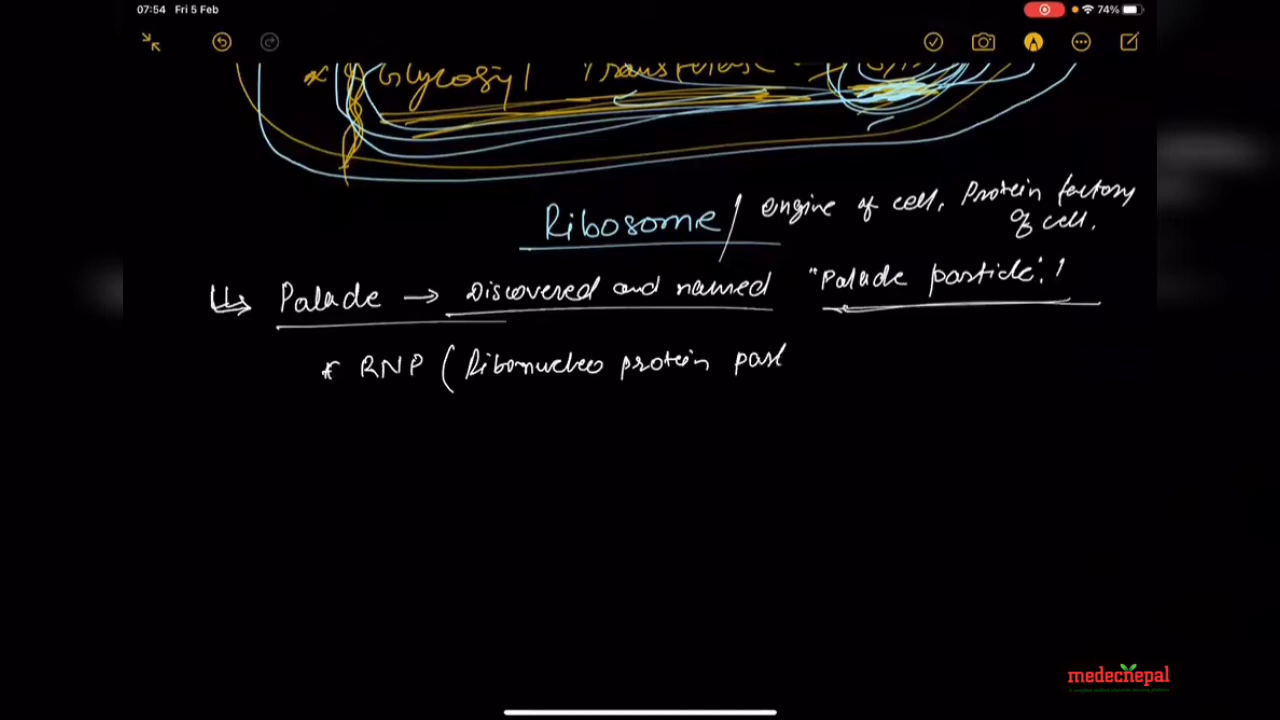 07:54 Fri 5 Feb
74%
* Glycosyl Transferase
Ribosome / engine of cell. Protein factory
of cell.
Palade → Discovered and named "Palade particle".
* RNP (Ribonucleo protein part
medecnepal